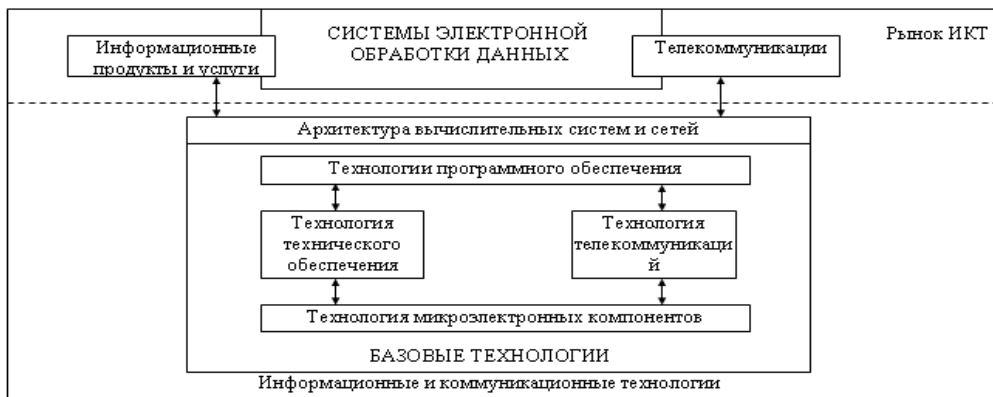 СИСТЕМЫ ЭЛЕКТРОННОЙ
ОБРАБОТКИ ДАННЫХ
Рынок ИКТ
Информационные
продукты и услуги
Телекоммуникации
Архитектура вычислительных систем и сетей
Технологии программного обеспечения
Технология
технического
обеспечения
Технология
телекоммуникаци
й
Технология микроэлектронных компонентов
БАЗОВЫЕ ТЕХНОЛОГИИ
Информационные и коммуникационные технологии